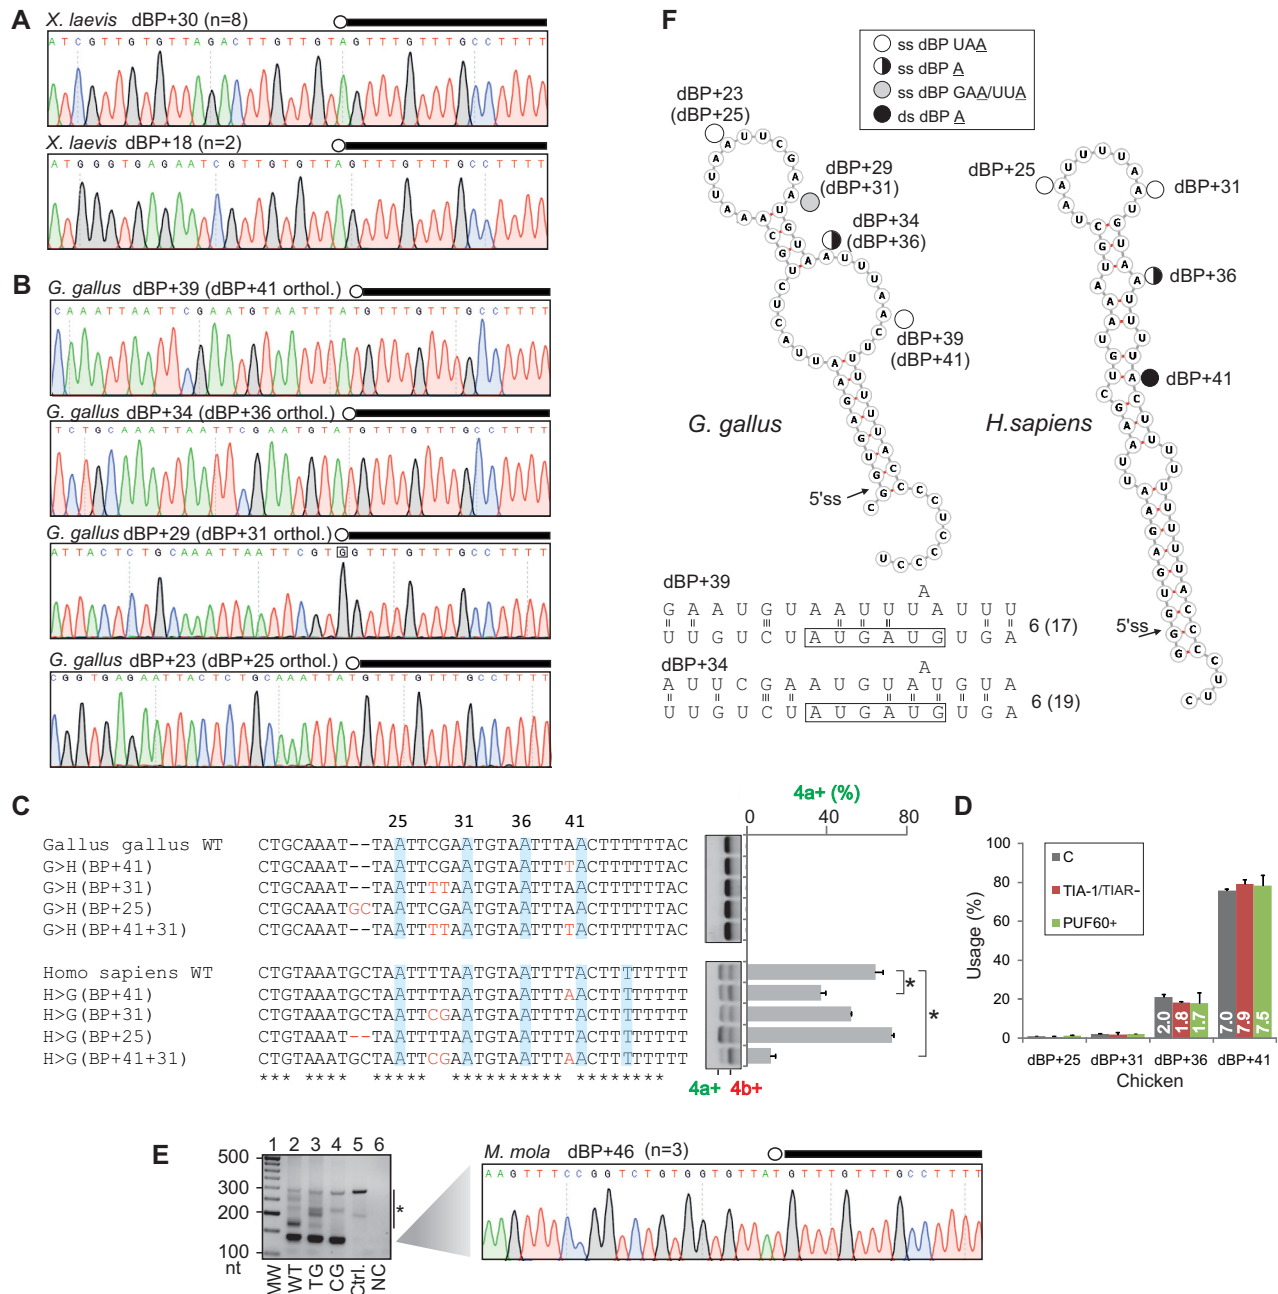 A
X. laevis dBP+30 (n=8)
A T C G T T G T G T T A G A C T T G T T G T A G T T T G T T T G C C T T T T
X. laevis dBP+18 (n=2)
A T G G G T G A G A A T C G T T G T G T T A G T T T G T T T G C C T T T T
B
G. gallus dBP+39 (dBP+41 orthol.)
C A A A T T A A T T C G A A T G T A A T T T A T G T T T G T T T G C C T T T T
G. gallus dBP+34 (dBP+36 orthol.)
T C T G C A A A T T A A T T C G A A T G T A T G T T T G T T T G C C T T T T
G. gallus dBP+29 (dBP+31 orthol.)
A T T A C T C T G C A A A T T A A T T C G T G G T T T G T T T G C C T T T T
G. gallus dBP+23 (dBP+25 orthol.)
C G G T G A G A A T T A C T C T G C A A A T T A T G T T T G T T T G C C T T T T
F
ss dBP UAA
ss dBP A
ss dBP GAA/UUA
ds dBP A
dBP+23
(dBP+25)
dBP+29
(dBP+31)
dBP+34
(dBP+36)
dBP+39
(dBP+41)
G. gallus
5'ss
dBP+25
dBP+31
dBP+36
dBP+41
H.sapiens
5'ss
dBP+39
A
G A A U G U A A U U U A U U U
U U G U C U A U G A U G U G A
6 (17)
dBP+34
A
A U U C G A A U G U A U G U A
U U G U C U A U G A U G U G A
6 (19)
C
25 31 36 41
Gallus gallus WT CTGCAAAT--TAATTCGAATGTAATTTAACTTTTTTAC
G>H(BP+41) CTGCAAAT--TAATTCGAATGTAATTTTACTTTTTTAC
G>H(BP+31) CTGCAAAT--TAATTTTAATGTAATTTAACTTTTTTAC
G>H(BP+25) CTGCAAATGCTAATTCGAATGTAATTTAACTTTTTTAC
G>H(BP+41+31) CTGCAAAT--TAATTTTAATGTAATTTTACTTTTTTAC
Homo sapiens WT CTGTAAATGCTAATTTTAATGTAATTTTACTTTTTTTT
H>G(BP+41) CTGTAAATGCTAATTTTAATGTAATTTAACTTTTTTTT
H>G(BP+31) CTGTAAATGCTAATTCGAATGTAATTTTACTTTTTTTT
H>G(BP+25) CTGTAAAT--TAATTTTAATGTAATTTTACTTTTTTTT
H>G(BP+41+31) CTGTAAATGCTAATTCGAATGTAATTTAACTTTTTTTT
*** **** ***** *******************
4a+ (%)
0 40 80
*
*
4a+ 4b+
D
Usage (%)
100
80
60
40
20
0
C
TIA-1/TIAR-
PUF60+
2.0 1.8 1.7 7.0 7.9 7.5
dBP+25 dBP+31 dBP+36 dBP+41
Chicken
E
1 2 3 4 5 6
500
300
200
100
nt
*
MW WT TG CG Ctrl. NC
M. mola dBP+46 (n=3)
A A G T T T C C G G T C T G T G G T G T T A T G T T T G T T T G C C T T T T